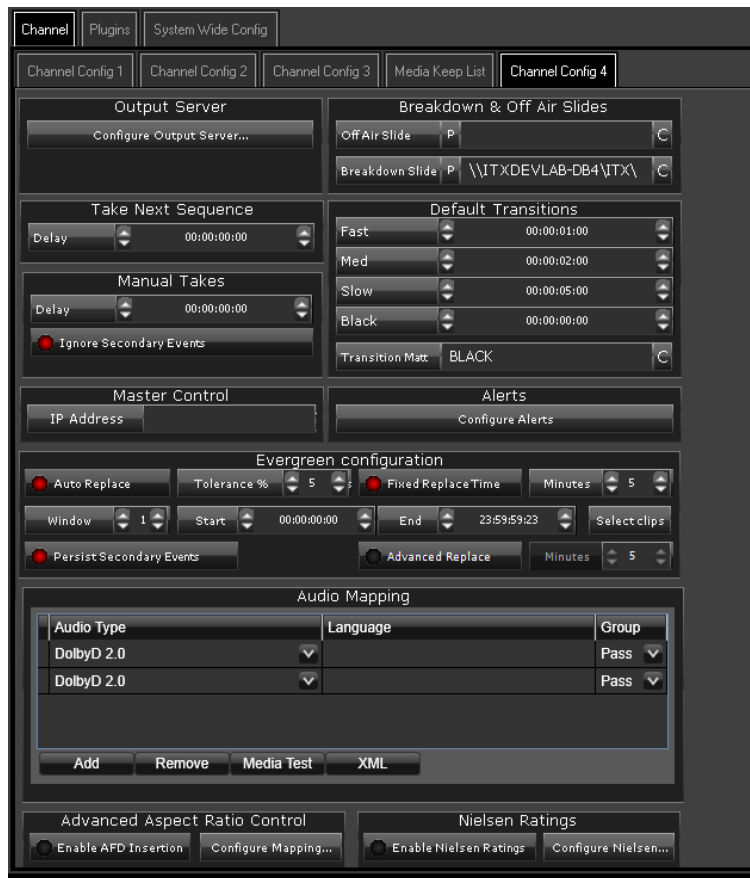 Channel Plugins System Wide Config
Channel Config 1 Channel Config 2 Channel Config 3 Media Keep List Channel Config 4
Output Server
Configure Output Server...
Breakdown & Off Air Slides
Off Air Slide P C
Breakdown Slide P \\ITXDEVLAB-DB4\ITX\ C
Take Next Sequence
Delay 00:00:00:00
Default Transitions
Fast 00:00:01:00
Med 00:00:02:00
Slow 00:00:05:00
Black 00:00:00:00
Transition Matt BLACK C
Manual Takes
Delay 00:00:00:00
Ignore Secondary Events
Master Control
IP Address
Alerts
Configure Alerts
Evergreen configuration
Auto Replace Tolerance % 5 Fixed Replace Time Minutes 5
Window 1 Start 00:00:00:00 End 23:59:59:23 Select clips
Persist Secondary Events Advanced Replace Minutes 5
Audio Mapping
Audio Type Language Group
DolbyD 2.0 Pass
DolbyD 2.0 Pass
Add Remove Media Test XML
Advanced Aspect Ratio Control
Enable AFD Insertion Configure Mapping...
Nielsen Ratings
Enable Nielsen Ratings Configure Nielsen...